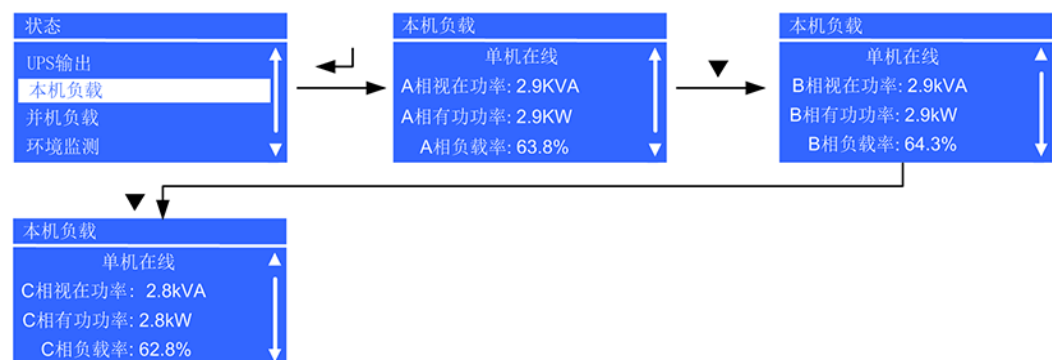 状态
UPS输出
本机负载
并机负载
环境监测
本机负载
单机在线
A相视在功率: 2.9KVA
A相有功功率: 2.9KW
A相负载率: 63.8%
本机负载
单机在线
B相视在功率: 2.9kVA
B相有功功率: 2.9kW
B相负载率: 64.3%
本机负载
单机在线
C相视在功率: 2.8kVA
C相有功功率: 2.8kW
C相负载率: 62.8%